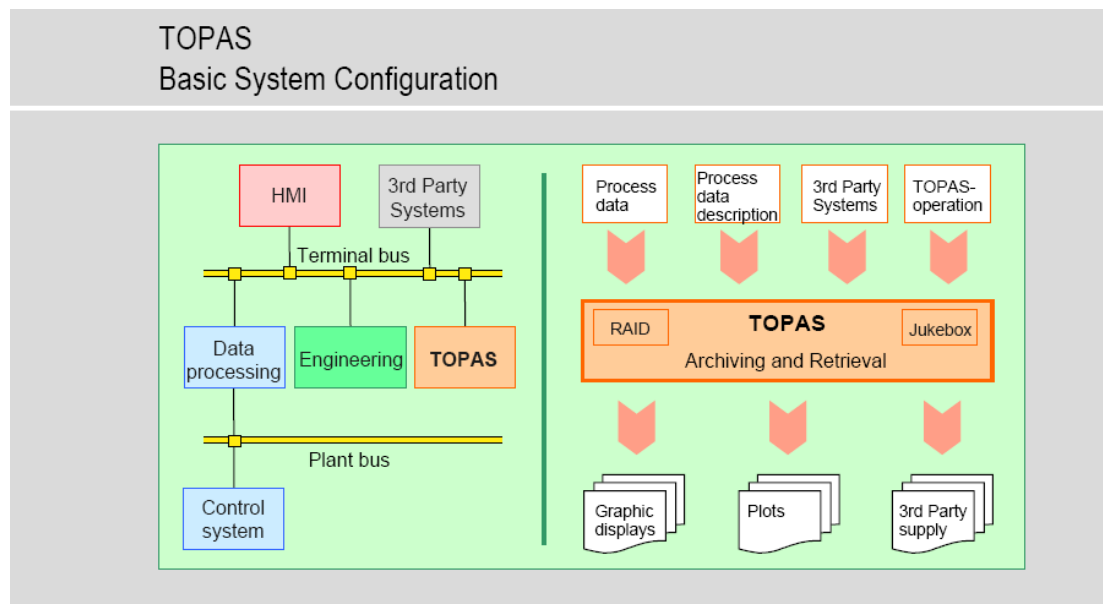 TOPAS
Basic System Configuration
HMI
3rd Party
Systems
Terminal bus
Data
processing
Engineering
TOPAS
Plant bus
Control
system
Process
data
Process
data
description
3rd Party
Systems
TOPAS-
operation
RAID
TOPAS
Jukebox
Archiving and Retrieval
Graphic
displays
Plots
3rd Party
supply